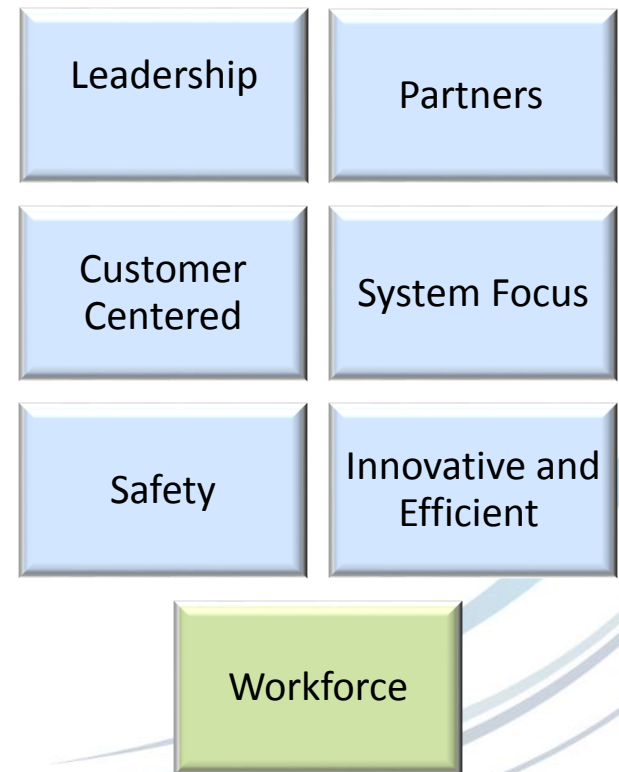 Leadership
Partners
Customer
Centered
System Focus
Safety
Innovative and
Efficient
Workforce